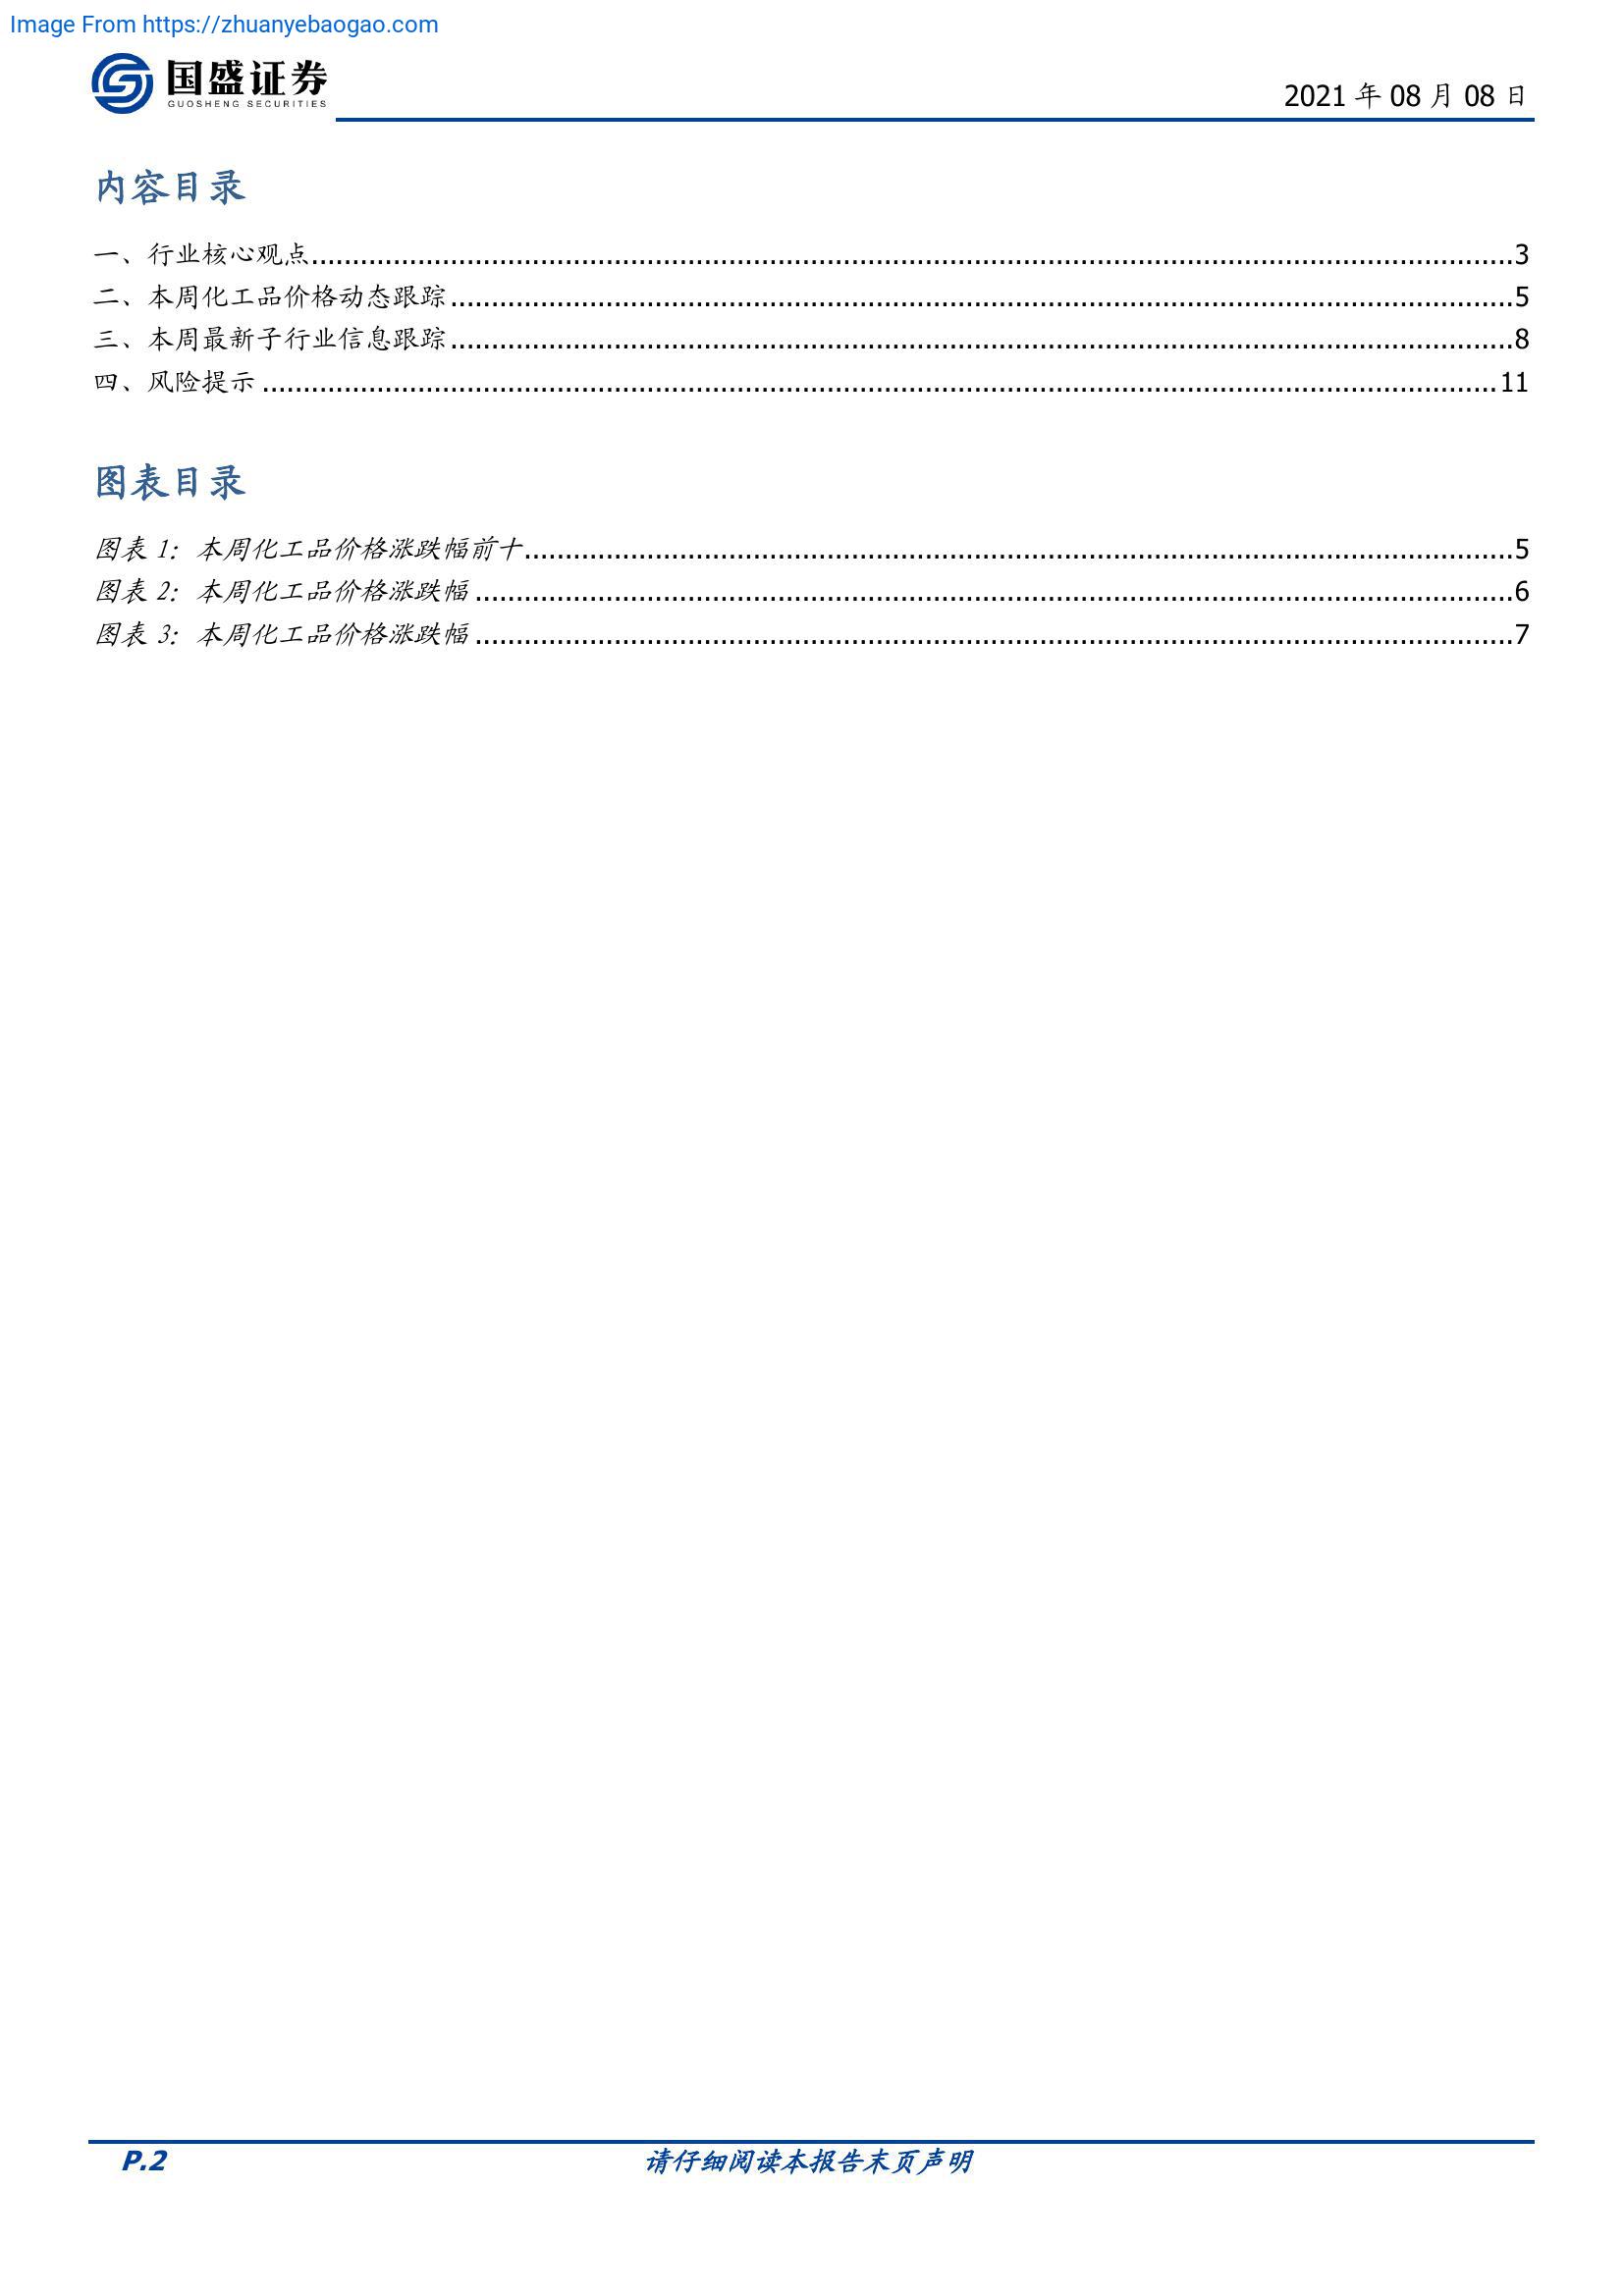 Image From https://zhuanyebaogao.com
国盛证券
GUOSHENG SECURITIES
2021 年 08 月 08 日
内容目录
一、行业核心观点........................................................................................................................................3
二、本周化工品价格动态跟踪........................................................................................................................5
三、本周最新子行业信息跟踪........................................................................................................................8
四、风险提示............................................................................................................................................11
图表目录
图表 1：本周化工品价格涨跌幅前十................................................................................................................5
图表 2：本周化工品价格涨跌幅......................................................................................................................6
图表 3：本周化工品价格涨跌幅......................................................................................................................7
P.2
请仔细阅读本报告末页声明